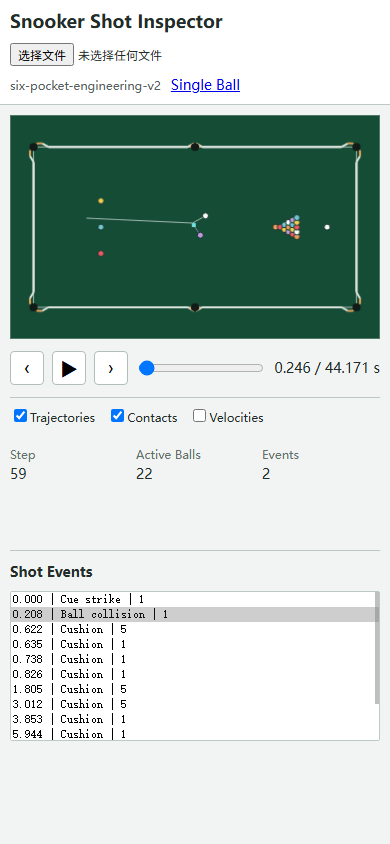 Snooker Shot Inspector
选择文件 未选择任何文件
six-pocket-engineering-v2 Single Ball
‹ ▶ › 0.246 / 44.171 s
Trajectories Contacts Velocities
Step Active Balls Events
59 22 2
Shot Events
0.000 | Cue strike | 1
0.208 | Ball collision | 1
0.622 | Cushion | 5
0.635 | Cushion | 1
0.738 | Cushion | 1
0.826 | Cushion | 1
1.805 | Cushion | 5
3.012 | Cushion | 5
3.853 | Cushion | 1
5.944 | Cushion | 1